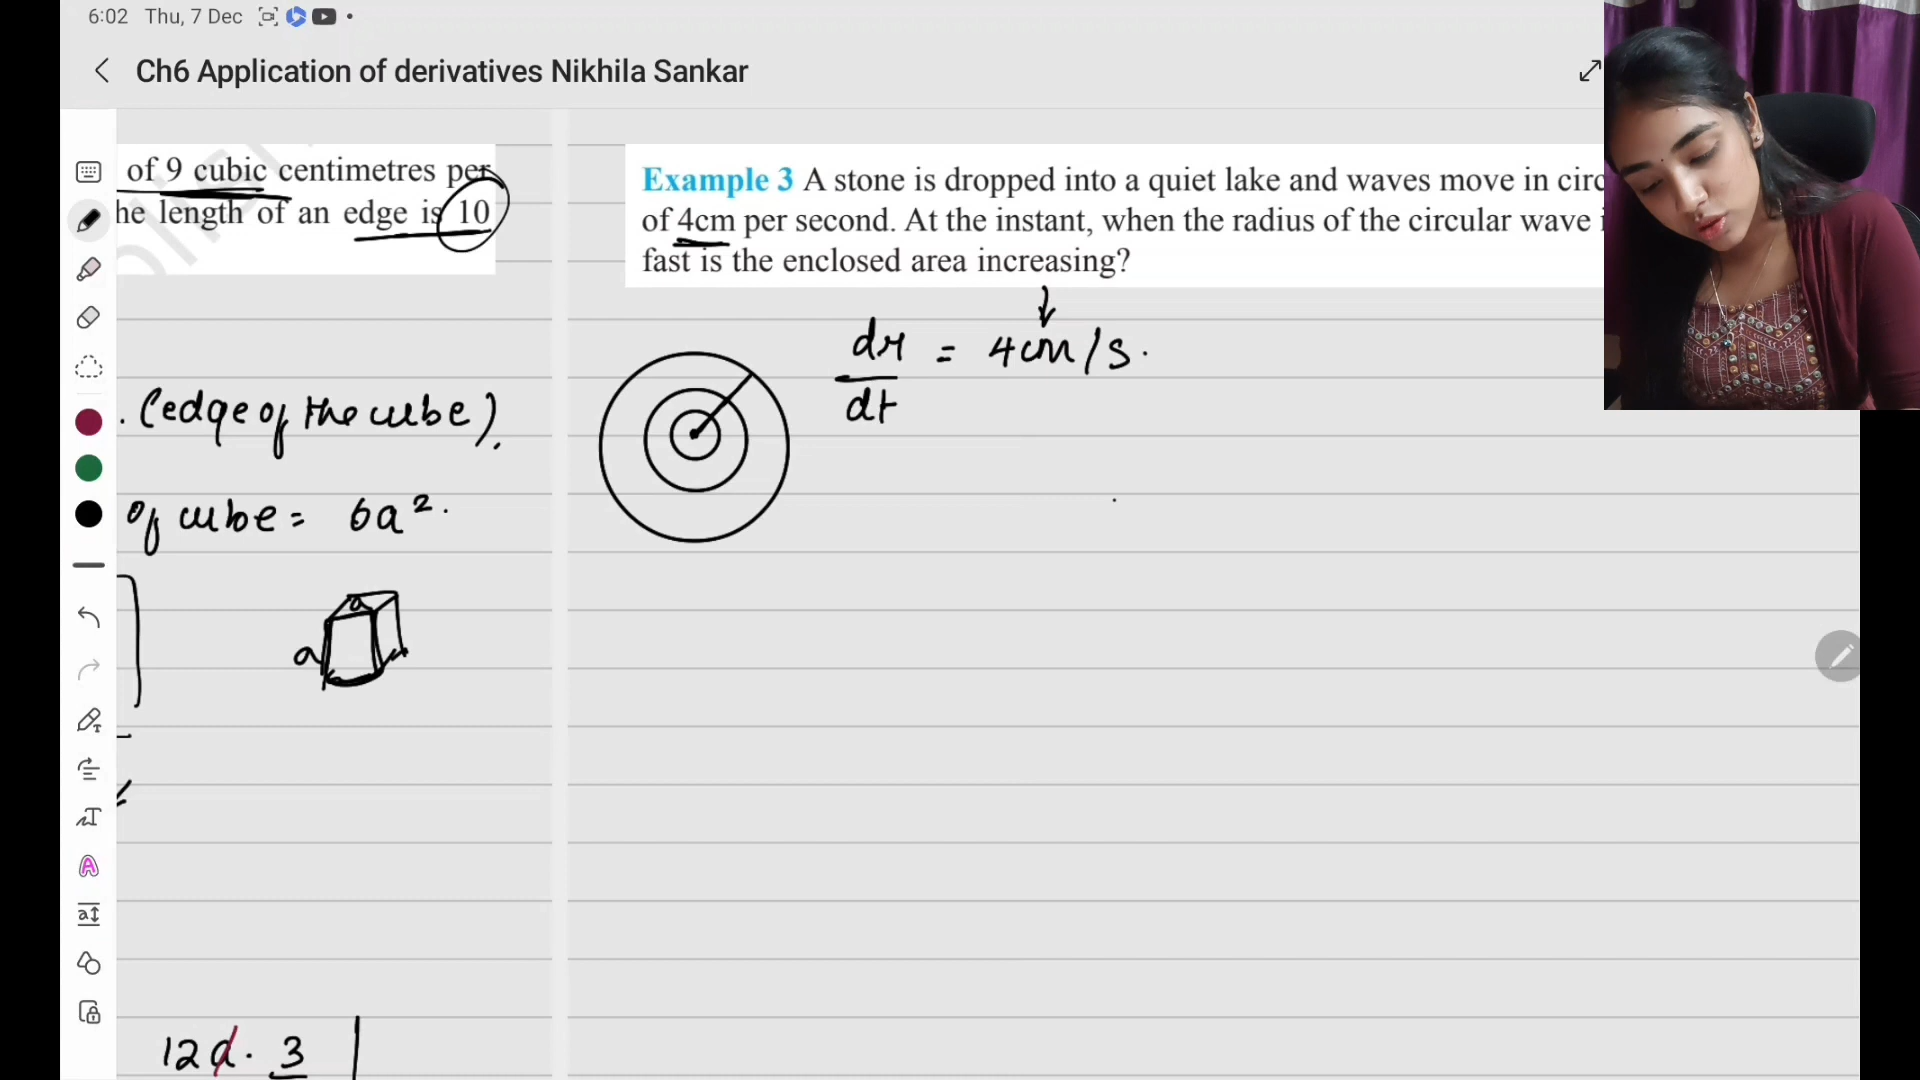 6:02 Thu, 7 Dec
Ch6 Application of derivatives Nikhila Sankar
of 9 cubic centimetres per
he length of an edge is 10
. (edge of the cube).
of cube = 6a².
a
a
12a · 3
Example 3 A stone is dropped into a quiet lake and waves move in circ
of 4cm per second. At the instant, when the radius of the circular wave i
fast is the enclosed area increasing?
dr
= 4cm/s.
dt